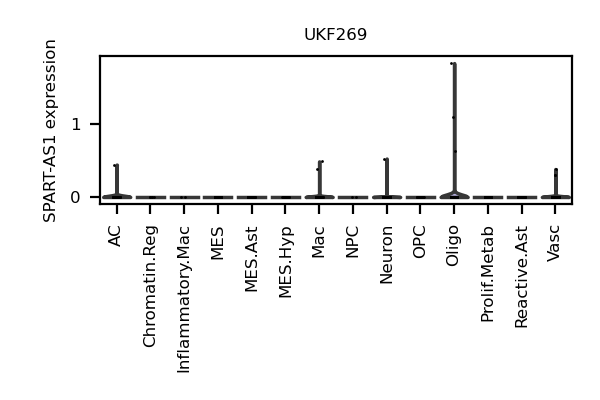 UKF269
SPART-AS1 expression
1
0
AC
Chromatin.Reg
Inflammatory.Mac
MES
MES.Ast
MES.Hyp
Mac
NPC
Neuron
OPC
Oligo
Prolif.Metab
Reactive.Ast
Vasc